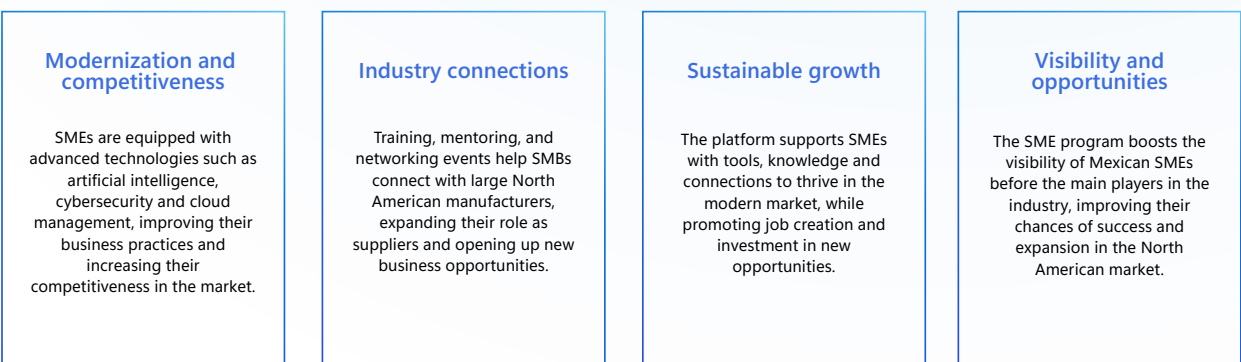 Modernization and
competitiveness
SMEs are equipped with
advanced technologies such as
artificial intelligence,
cybersecurity and cloud
management, improving their
business practices and
increasing their
competitiveness in the market.
Industry connections
Training, mentoring, and
networking events help SMBs
connect with large North
American manufacturers,
expanding their role as
suppliers and opening up new
business opportunities.
Sustainable growth
The platform supports SMEs
with tools, knowledge and
connections to thrive in the
modern market, while
promoting job creation and
investment in new
opportunities.
Visibility and
opportunities
The SME program boosts the
visibility of Mexican SMEs
before the main players in the
industry, improving their
chances of success and
expansion in the North
American market.